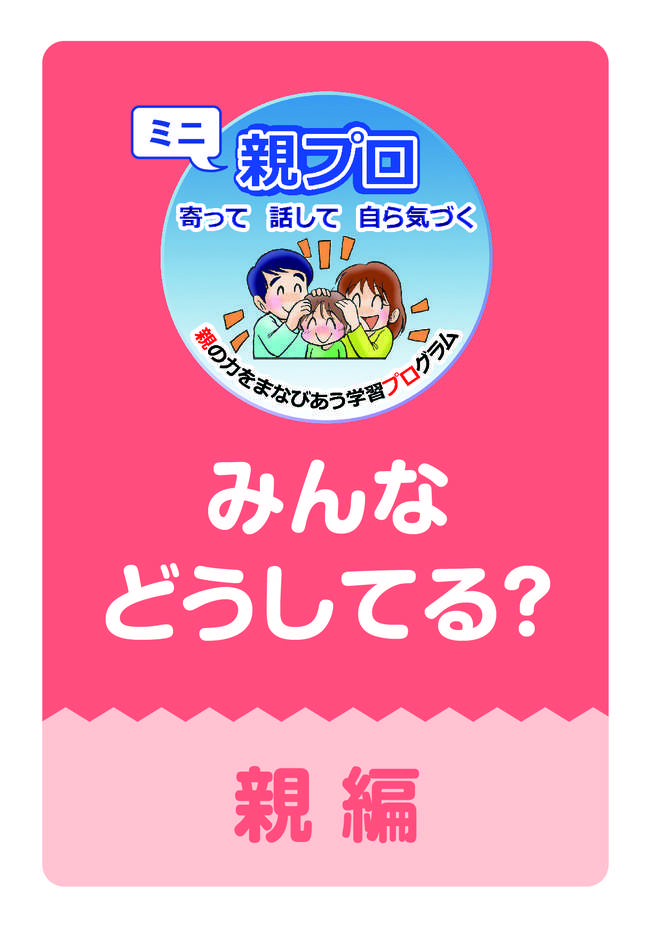 ミニ
親プロ
寄って 話して 自ら気づく
親の力をまなびあう学習プログラム
みんな
どうしてる?
親編